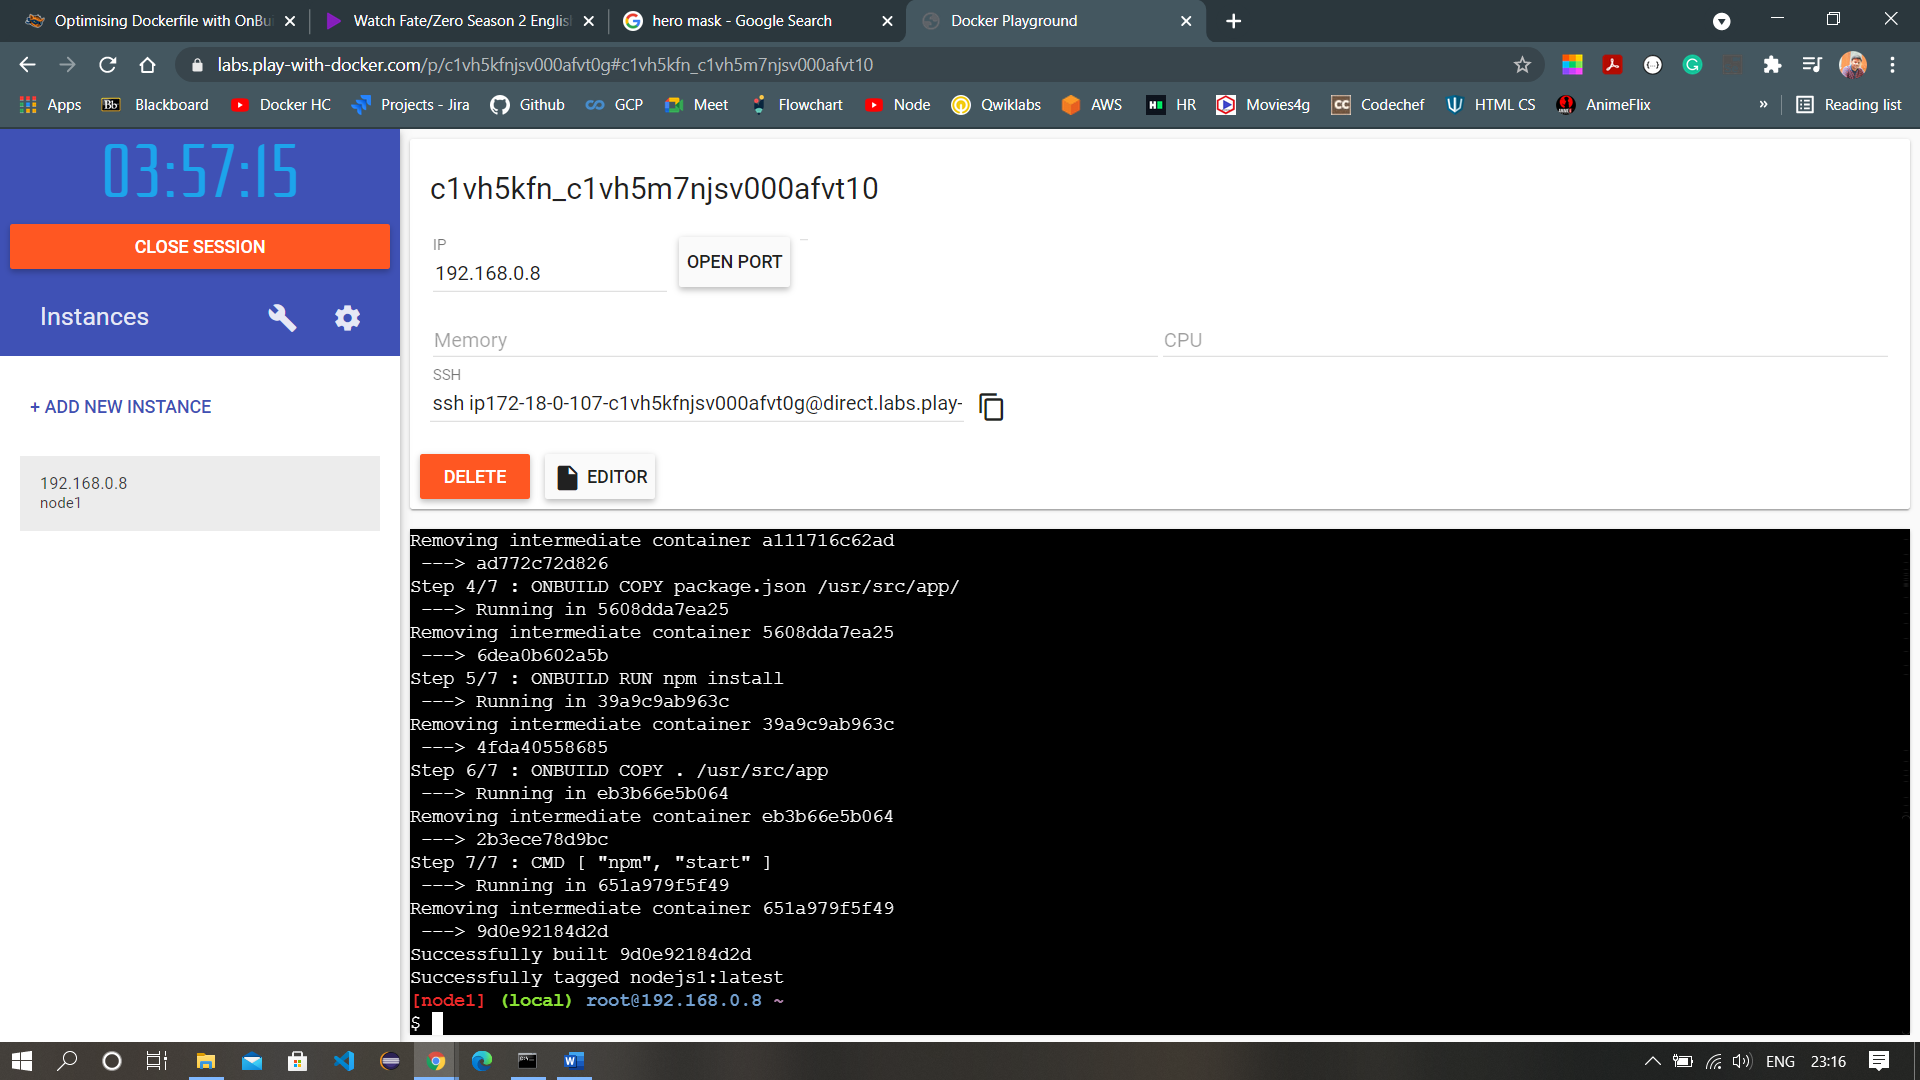 Optimising Dockerfile with OnBui
Watch Fate/Zero Season 2 English
hero mask - Google Search
Docker Playground
labs.play-with-docker.com/p/c1vh5kfnjsv000afvt0g#c1vh5kfn_c1vh5m7njsv000afvt10
Apps
Bb Blackboard
Docker HC
Projects - Jira
Github
GCP
Meet
Flowchart
Node
Qwiklabs
AWS
HR
Movies4g
CC Codechef
HTML CS
AnimeFlix
»
Reading list
03:57:15
CLOSE SESSION
Instances
+ ADD NEW INSTANCE
192.168.0.8
node1
c1vh5kfn_c1vh5m7njsv000afvt10
IP
192.168.0.8
OPEN PORT
Memory
CPU
SSH
ssh ip172-18-0-107-c1vh5kfnjsv000afvt0g@direct.labs.play-
DELETE
EDITOR
Removing intermediate container a111716c62ad
---> ad772c72d826
Step 4/7 : ONBUILD COPY package.json /usr/src/app/
---> Running in 5608dda7ea25
Removing intermediate container 5608dda7ea25
---> 6dea0b602a5b
Step 5/7 : ONBUILD RUN npm install
---> Running in 39a9c9ab963c
Removing intermediate container 39a9c9ab963c
---> 4fda40558685
Step 6/7 : ONBUILD COPY . /usr/src/app
---> Running in eb3b66e5b064
Removing intermediate container eb3b66e5b064
---> 2b3ece78d9bc
Step 7/7 : CMD [ "npm", "start" ]
---> Running in 651a979f5f49
Removing intermediate container 651a979f5f49
---> 9d0e92184d2d
Successfully built 9d0e92184d2d
Successfully tagged nodejs1:latest
[node1] (local) root@192.168.0.8 ~
$
ENG
23:16